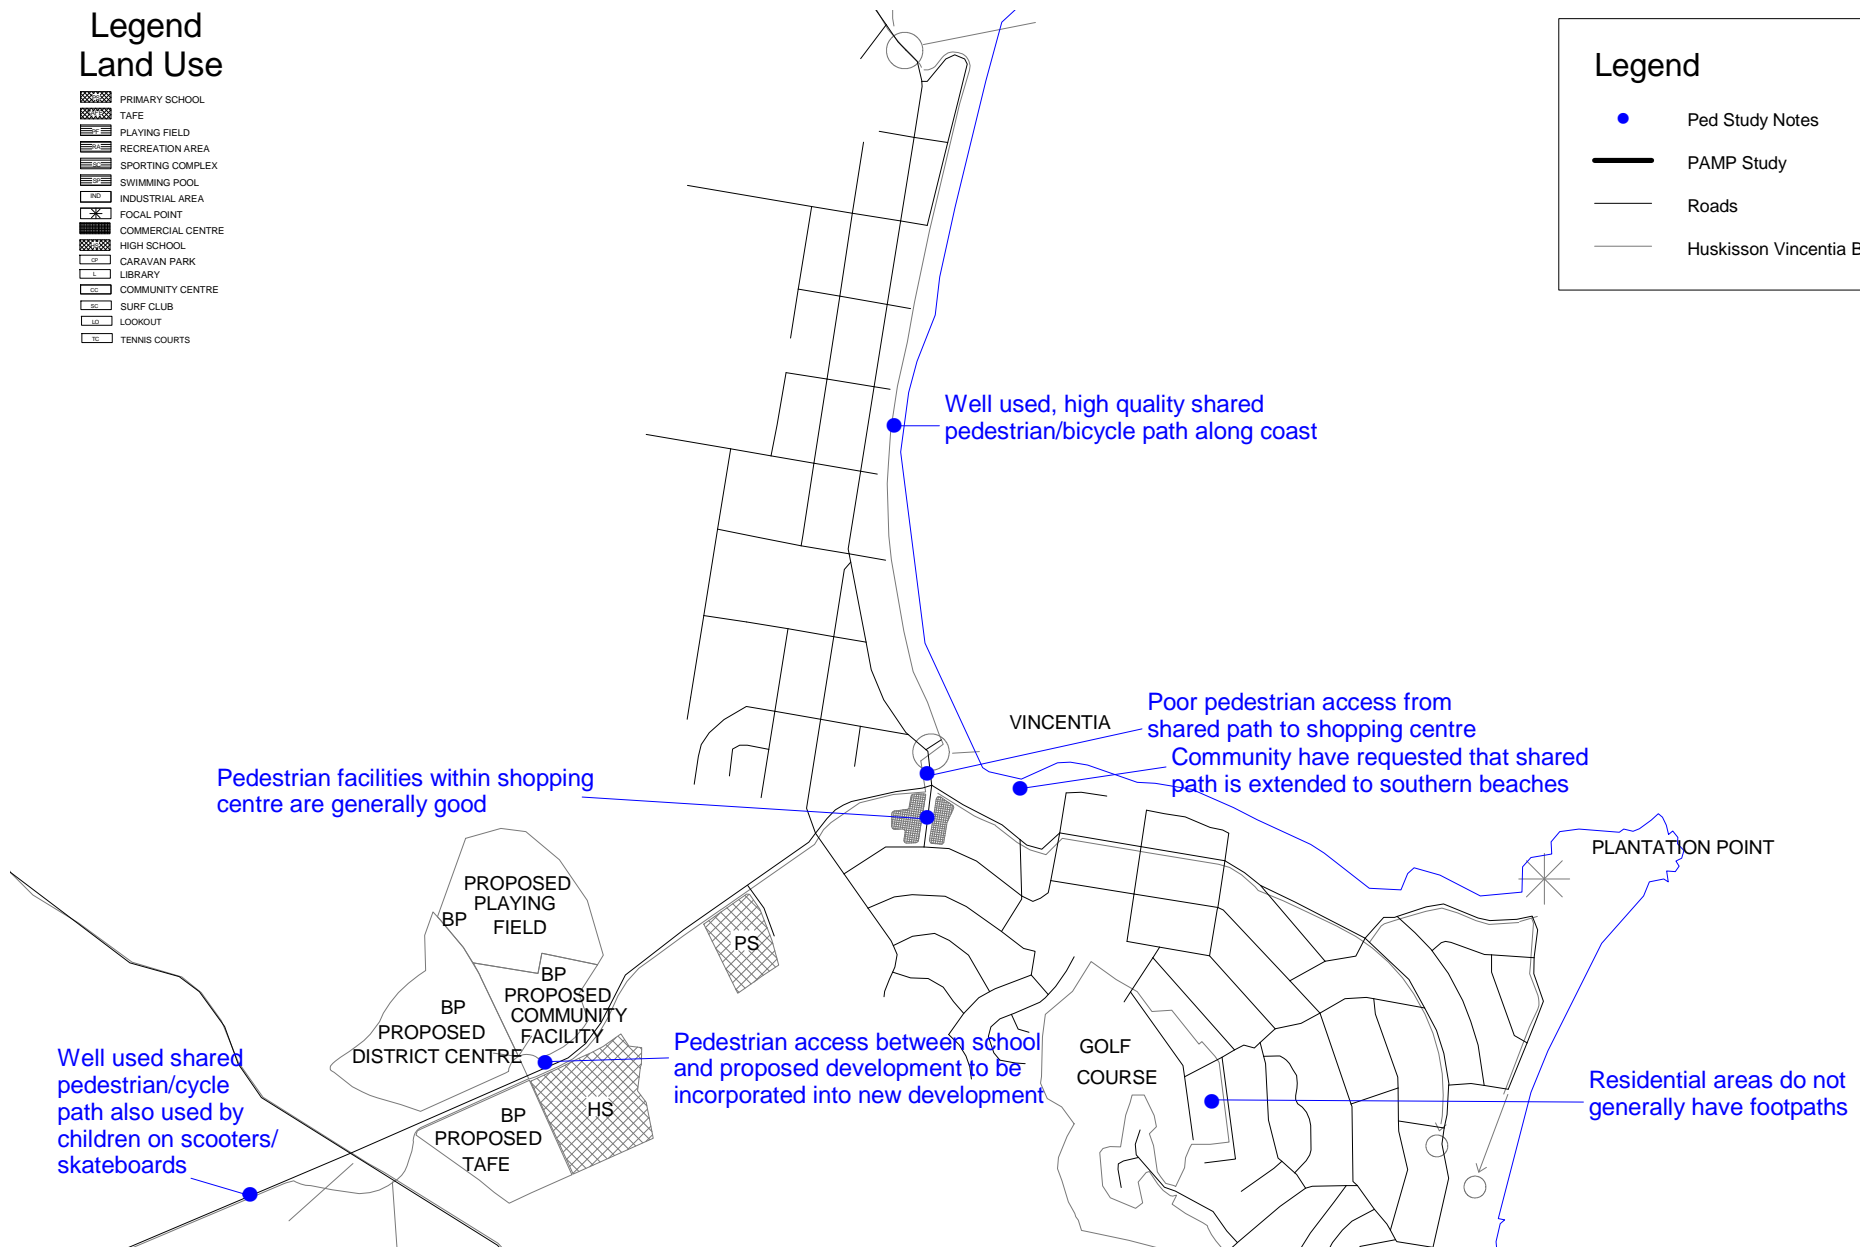 Legend
Land Use
PRIMARY SCHOOL
TAFE
PLAYING FIELD
RECREATION AREA
SPORTING COMPLEX
SWIMMING POOL
IND INDUSTRIAL AREA
FOCAL POINT
COMMERCIAL CENTRE
HIGH SCHOOL
CP CARAVAN PARK
L LIBRARY
CC COMMUNITY CENTRE
SC SURF CLUB
LO LOOKOUT
TC TENNIS COURTS
Legend
Ped Study Notes
PAMP Study
Roads
Huskisson Vincentia B
Well used, high quality shared
pedestrian/bicycle path along coast
VINCENTIA
Poor pedestrian access from
shared path to shopping centre
Community have requested that shared
path is extended to southern beaches
Pedestrian facilities within shopping
centre are generally good
PLANTATION POINT
PROPOSED
PLAYING
FIELD
BP
PS
BP
PROPOSED
COMMUNITY
FACILITY
BP
PROPOSED
DISTRICT CENTRE
Pedestrian access between school
and proposed development to be
incorporated into new development
GOLF
COURSE
Well used shared
pedestrian/cycle
path also used by
children on scooters/
skateboards
HS
BP
PROPOSED
TAFE
Residential areas do not
generally have footpaths